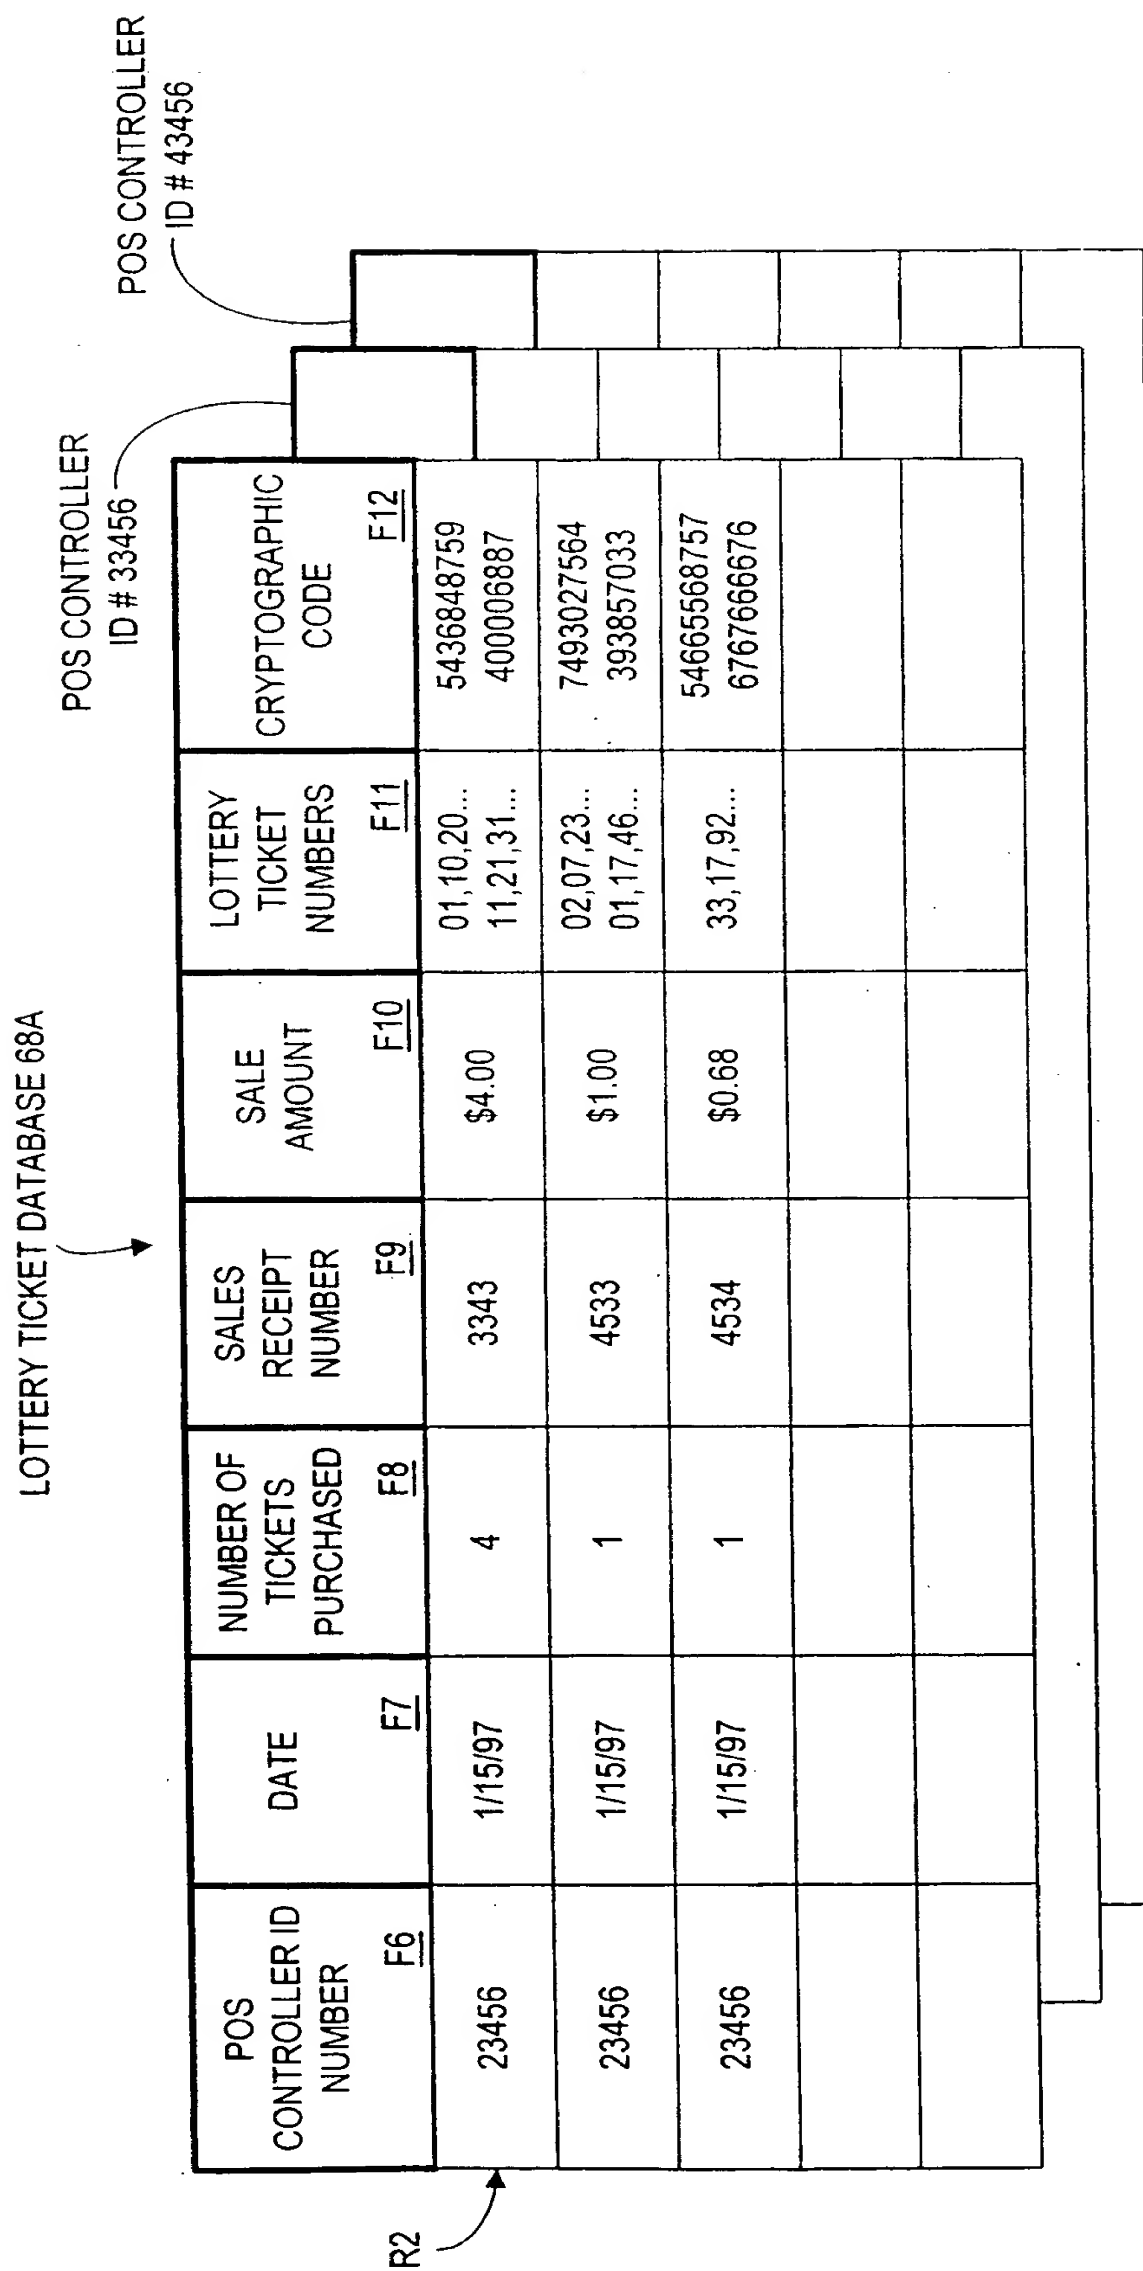 LOTTERY TICKET DATABASE 68A
POS CONTROLLER
ID # 43456
POS CONTROLLER
ID # 33456
POS
CONTROLLER ID
NUMBER
F6
DATE
F7
NUMBER OF
TICKETS
PURCHASED
F8
SALES
RECEIPT
NUMBER
F9
SALE
AMOUNT
F10
LOTTERY
TICKET
NUMBERS
F11
CRYPTOGRAPHIC
CODE
F12
R2
23456
1/15/97
4
3343
$4.00
01,10,20...
11,21,31...
5436848759
400006887
23456
1/15/97
1
4533
$1.00
02,07,23...
01,17,46...
7493027564
393857033
23456
1/15/97
1
4534
$0.68
33,17,92...
54665568757
6767666676